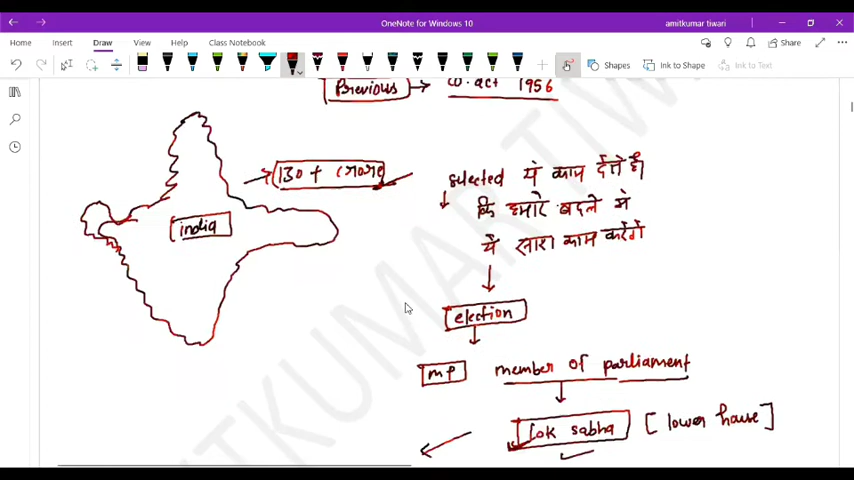 OneNote for Windows 10
amitkumar tiwari
Home Insert Draw View Help Class Notebook
Share
Shapes
Ink to Shape
Ink to Text
Previous → co. act 1956
130 + crore
india
selected ये काम देते है।
कि हमारे बदले मे
ये सारा काम करेंगे
election
MP member of parliament
lok sabha [lower house]
AMITKUMAR TIWARI